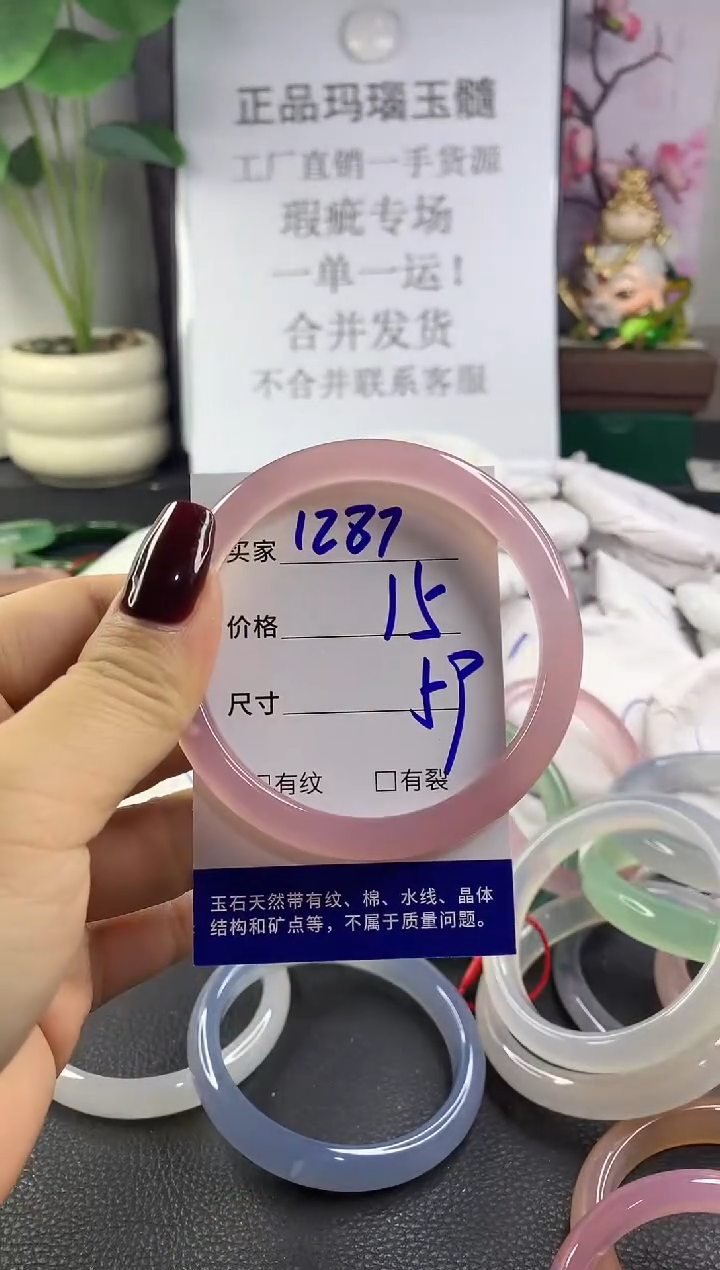 正品玛瑙玉髓
工厂直销一手货源
瑕疵专场
一单一运！
合并发货
不合并联系客服
买家 1287
价格 15
尺寸 59
□有纹 □有裂
玉石天然带有纹、棉、水线、晶体
结构和矿点等，不属于质量问题。